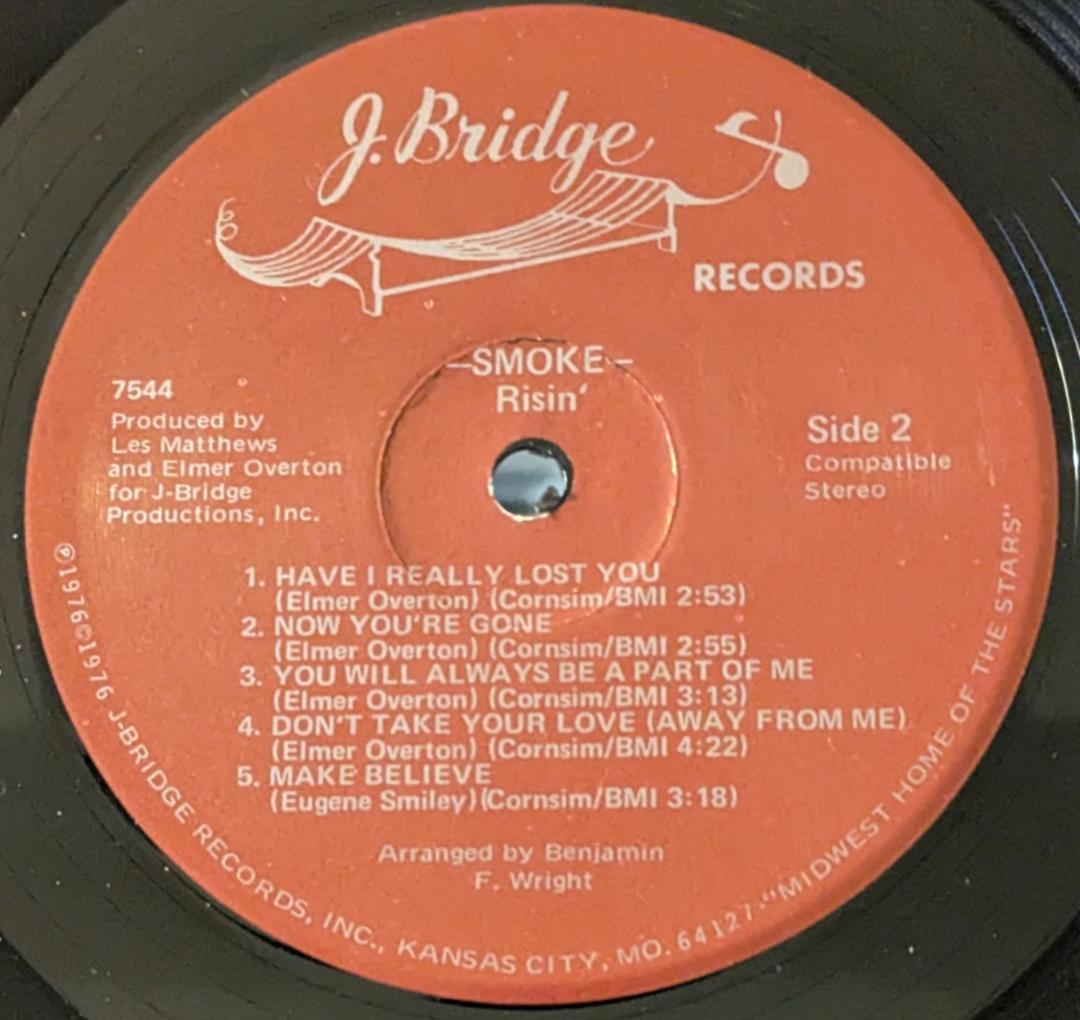 J. Bridge
RECORDS
—SMOKE—
Risin'
7544
Produced by
Les Matthews
and Elmer Overton
for J-Bridge
Productions, Inc.
Side 2
Compatible
Stereo
1. HAVE I REALLY LOST YOU
(Elmer Overton) (Cornsim/BMI 2:53)
2. NOW YOU'RE GONE
(Elmer Overton) (Cornsim/BMI 2:55)
3. YOU WILL ALWAYS BE A PART OF ME
(Elmer Overton) (Cornsim/BMI 3:13)
4. DON'T TAKE YOUR LOVE (AWAY FROM ME)
(Elmer Overton) (Cornsim/BMI 4:22)
5. MAKE BELIEVE
(Eugene Smiley) (Cornsim/BMI 3:18)
Arranged by Benjamin
F. Wright
℗1976©1976 J-BRIDGE RECORDS, INC., KANSAS CITY, MO. 64127-"MIDWEST HOME OF THE STARS"